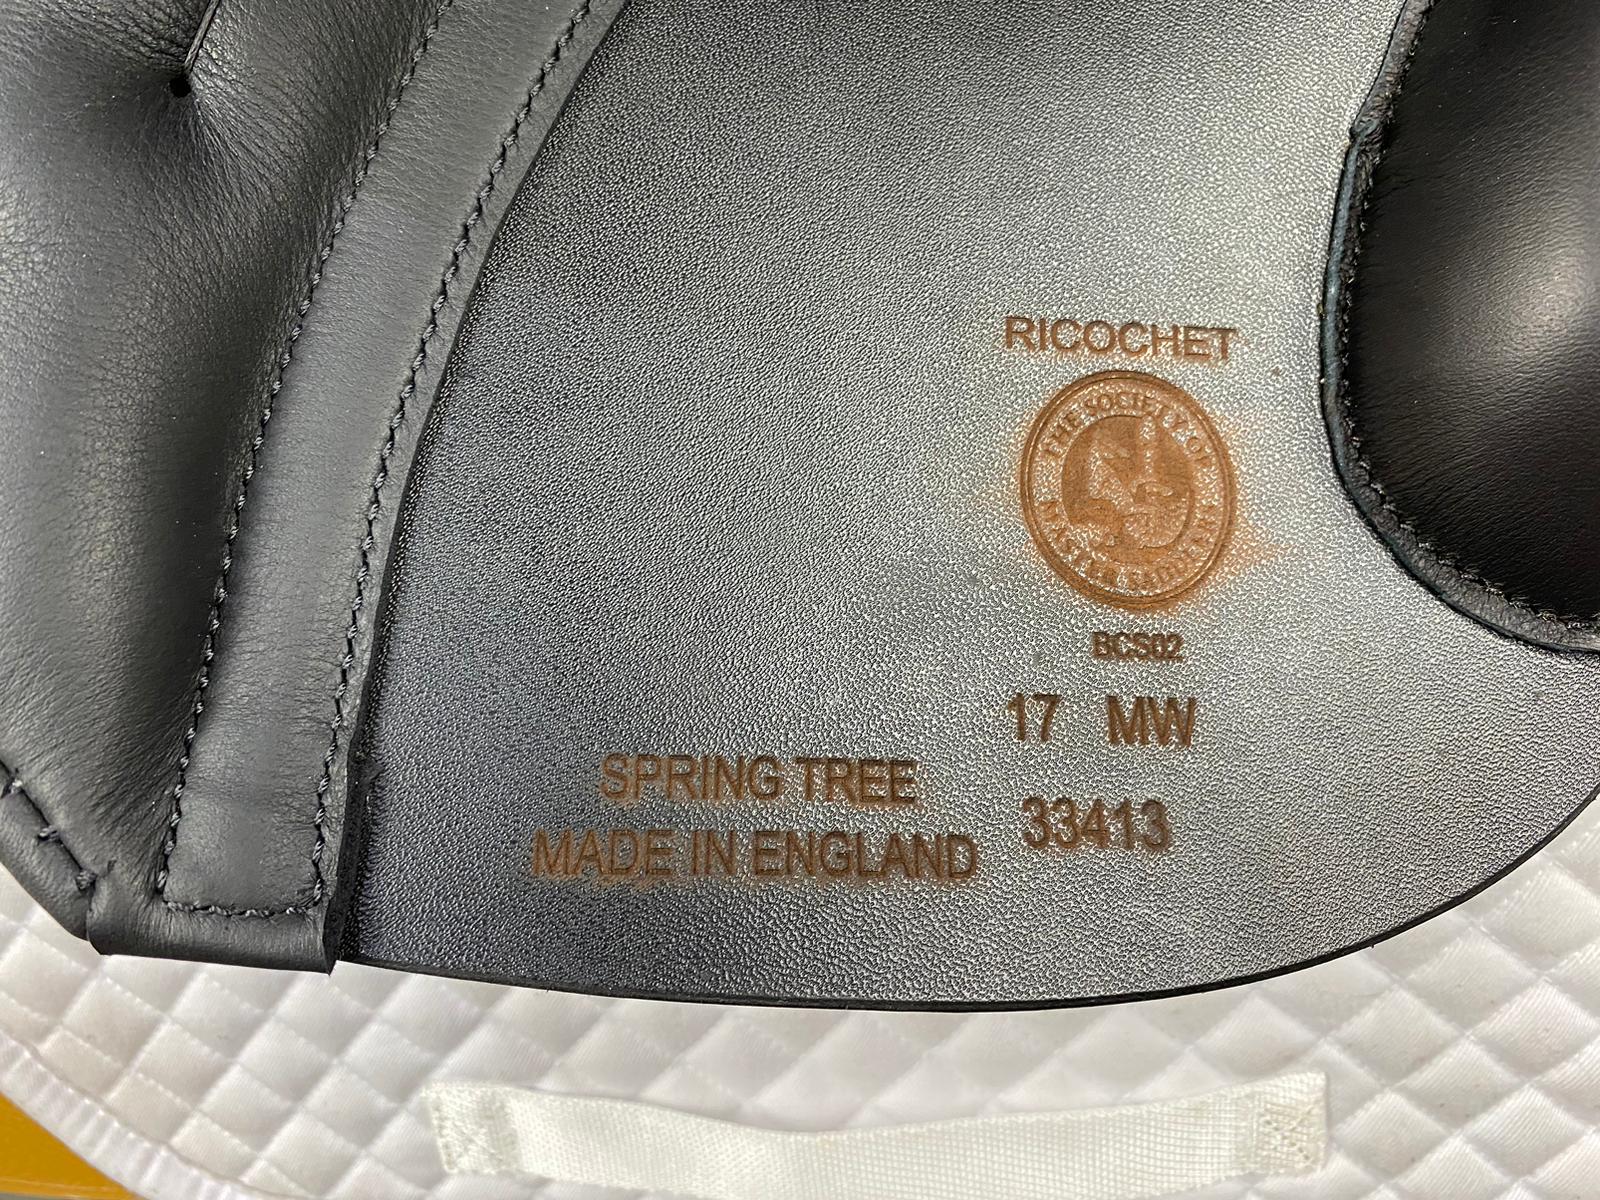 RICOCHET
THE SOCIETY OF
MASTER SADDLERS
BCS02
17 MW
33413
SPRING TREE
MADE IN ENGLAND